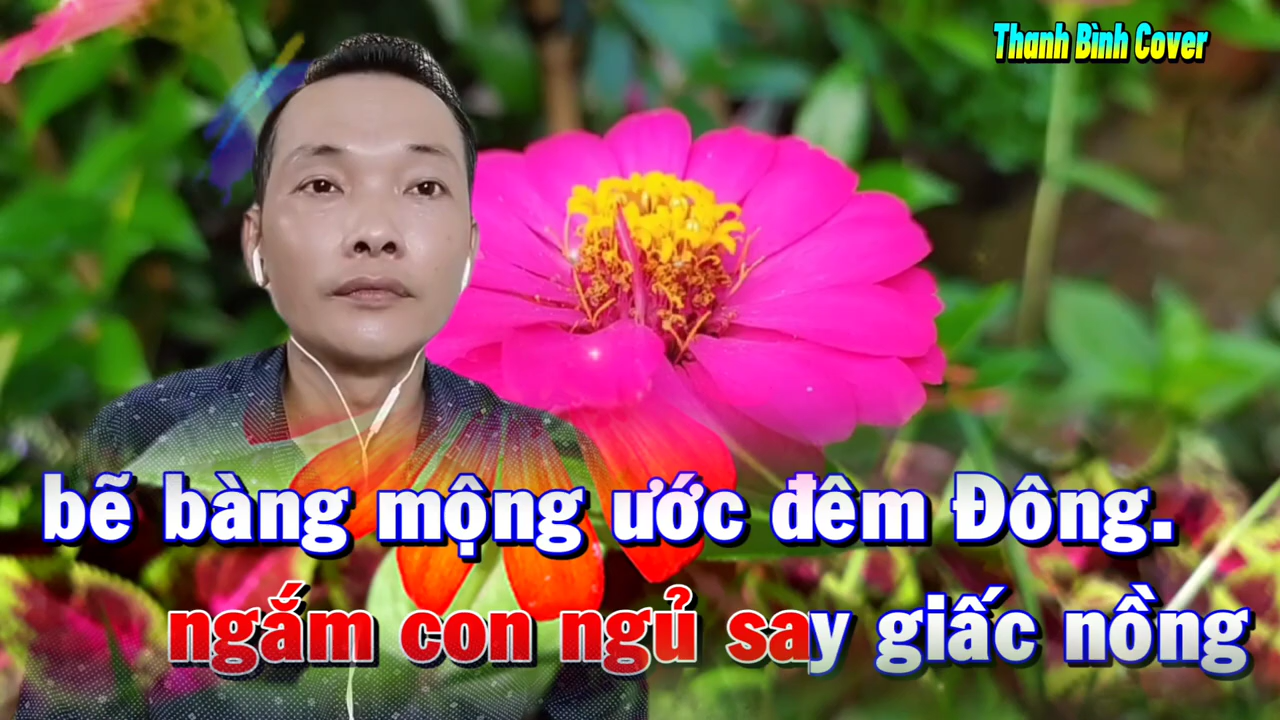 Thanh Bình Cover
bẽ bàng mộng ước đêm Đông.
ngắm con ngủ say giấc nồng